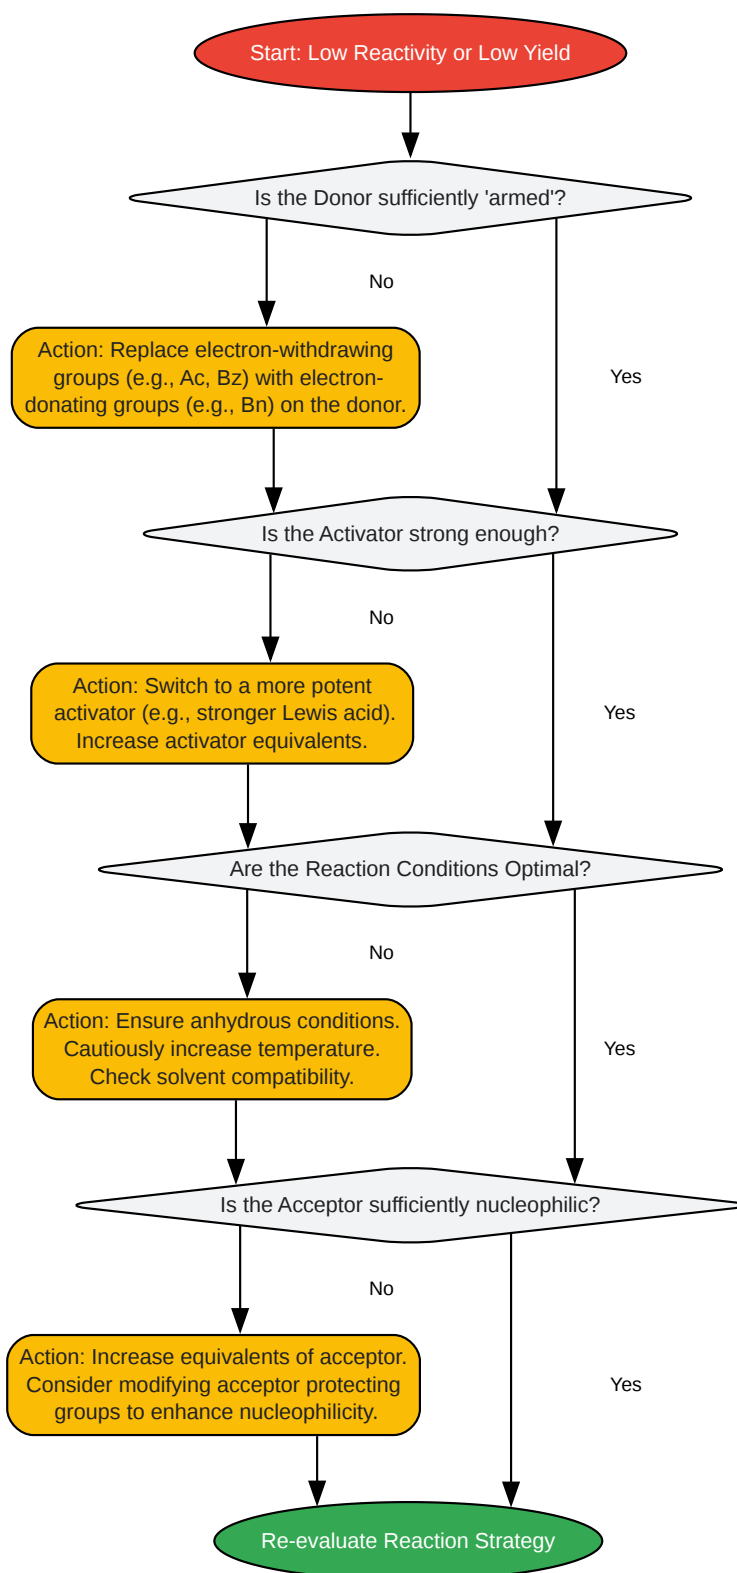 Start: Low Reactivity or Low Yield
Is the Donor sufficiently 'armed'?
No
Action: Replace electron-withdrawing
groups (e.g., Ac, Bz) with electron-
donating groups (e.g., Bn) on the donor.
Yes
Is the Activator strong enough?
No
Action: Switch to a more potent
activator (e.g., stronger Lewis acid).
Increase activator equivalents.
Yes
Are the Reaction Conditions Optimal?
No
Action: Ensure anhydrous conditions.
Cautiously increase temperature.
Check solvent compatibility.
Yes
Is the Acceptor sufficiently nucleophilic?
No
Action: Increase equivalents of acceptor.
Consider modifying acceptor protecting
groups to enhance nucleophilicity.
Yes
Re-evaluate Reaction Strategy